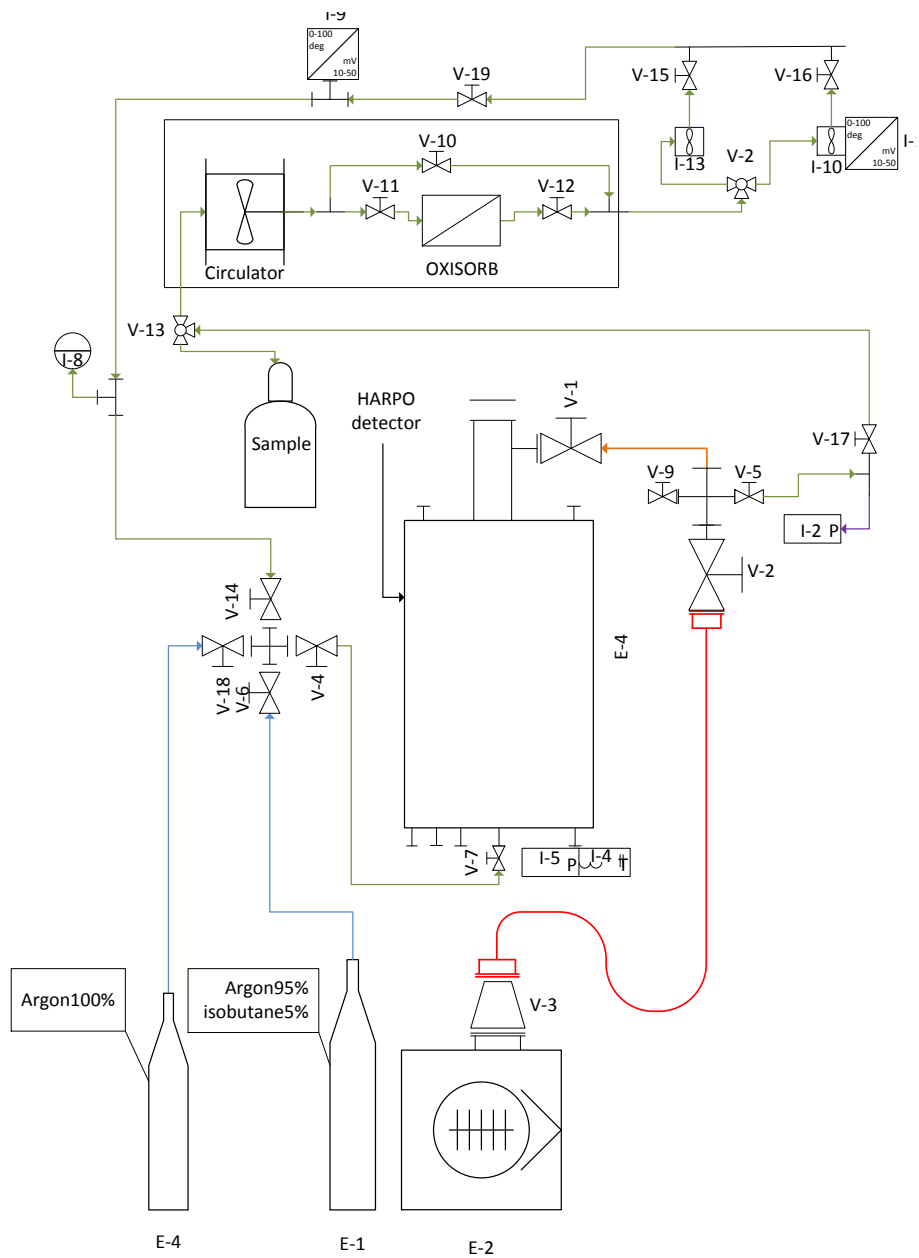 I-9
0-100
deg
mV
10-50
V-19
V-15
V-16
0-100
deg
mV
10-50
V-10
V-2
I-13
I-10
V-11
V-12
Circulator
OXISORB
V-13
I-8
Sample
HARPO
detector
V-1
V-17
V-9
V-5
I-2 P
V-2
V-14
E-4
V-18
V-6
V-4
V-7
I-5
P
I-4
T
Argon100%
Argon95%
isobutane5%
V-3
E-4
E-1
E-2